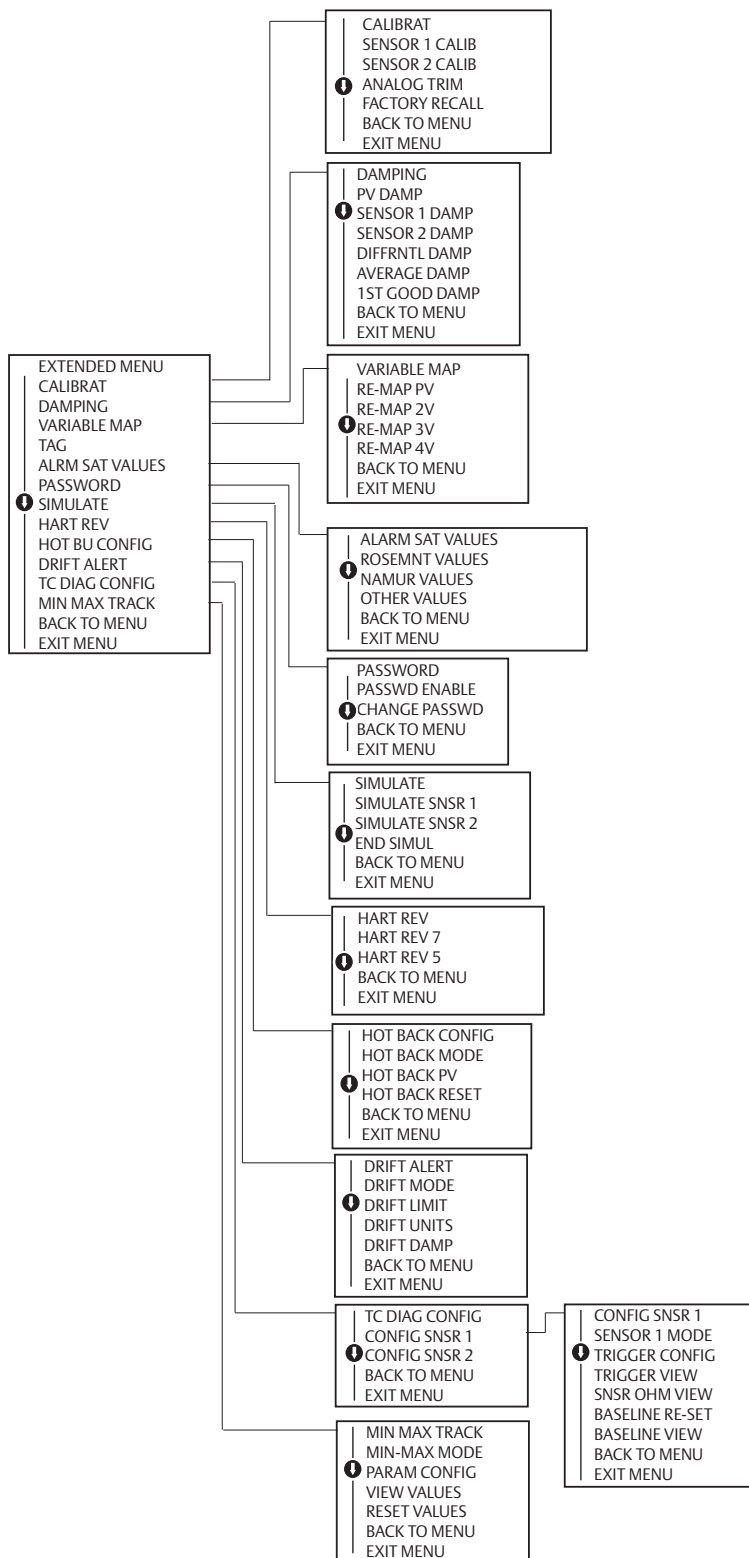 CALIBRAT
SENSOR 1 CALIB
SENSOR 2 CALIB
ANALOG TRIM
FACTORY RECALL
BACK TO MENU
EXIT MENU
DAMPING
PV DAMP
SENSOR 1 DAMP
SENSOR 2 DAMP
DIFFRNTL DAMP
AVERAGE DAMP
1ST GOOD DAMP
BACK TO MENU
EXIT MENU
EXTENDED MENU
CALIBRAT
DAMPING
VARIABLE MAP
TAG
ALRM SAT VALUES
PASSWORD
SIMULATE
HART REV
HOT BU CONFIG
DRIFT ALERT
TC DIAG CONFIG
MIN MAX TRACK
BACK TO MENU
EXIT MENU
VARIABLE MAP
RE-MAP PV
RE-MAP 2V
RE-MAP 3V
RE-MAP 4V
BACK TO MENU
EXIT MENU
ALARM SAT VALUES
ROSEMNT VALUES
NAMUR VALUES
OTHER VALUES
BACK TO MENU
EXIT MENU
PASSWORD
PASSWD ENABLE
CHANGE PASSWD
BACK TO MENU
EXIT MENU
SIMULATE
SIMULATE SNSR 1
SIMULATE SNSR 2
END SIMUL
BACK TO MENU
EXIT MENU
HART REV
HART REV 7
HART REV 5
BACK TO MENU
EXIT MENU
HOT BACK CONFIG
HOT BACK MODE
HOT BACK PV
HOT BACK RESET
BACK TO MENU
EXIT MENU
DRIFT ALERT
DRIFT MODE
DRIFT LIMIT
DRIFT UNITS
DRIFT DAMP
BACK TO MENU
EXIT MENU
TC DIAG CONFIG
CONFIG SNSR 1
CONFIG SNSR 2
BACK TO MENU
EXIT MENU
CONFIG SNSR 1
SENSOR 1 MODE
TRIGGER CONFIG
TRIGGER VIEW
SNSR OHM VIEW
BASELINE RE-SET
BASELINE VIEW
BACK TO MENU
EXIT MENU
MIN MAX TRACK
MIN-MAX MODE
PARAM CONFIG
VIEW VALUES
RESET VALUES
BACK TO MENU
EXIT MENU